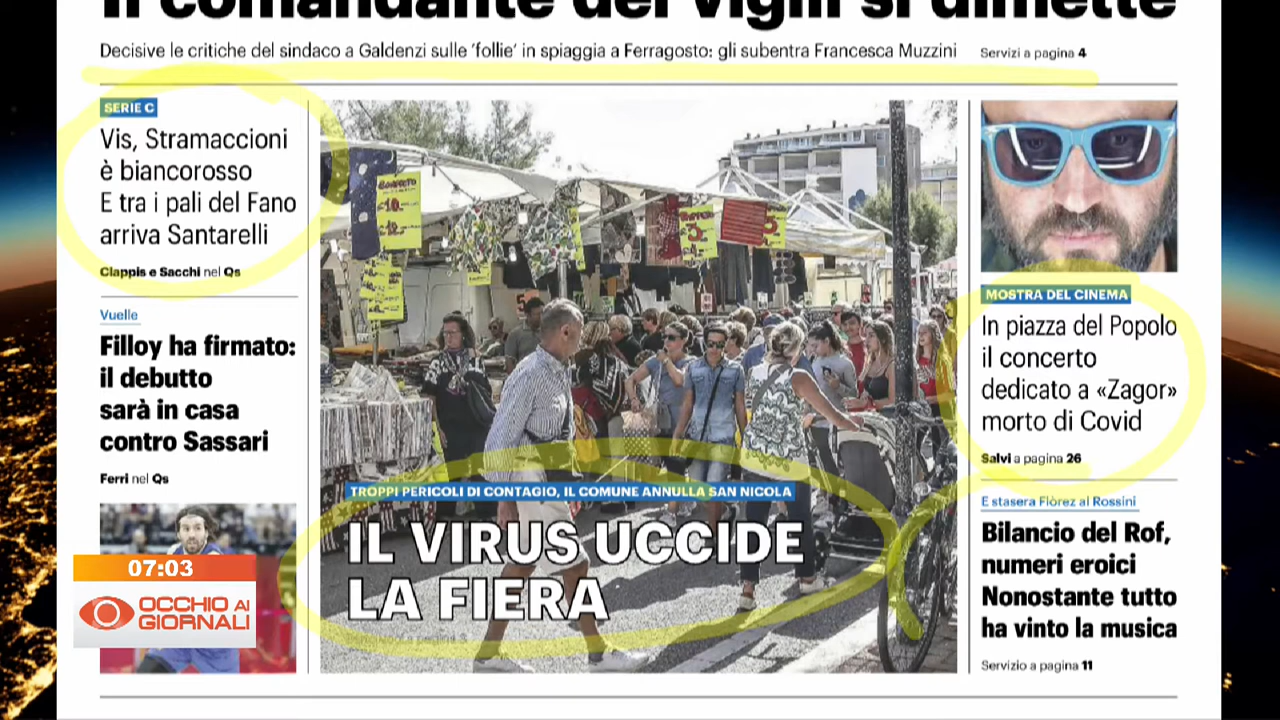 Il comandante dei vigili si dimette
Decisive le critiche del sindaco a Galdenzi sulle 'follie' in spiaggia a Ferragosto: gli subentra Francesca Muzzini
Servizi a pagina 4
SERIE C
Vis, Stramaccioni
è biancorosso
E tra i pali del Fano
arriva Santarelli
Clappis e Sacchi nel Qs
Vuelle
Filloy ha firmato:
il debutto
sarà in casa
contro Sassari
Ferri nel Qs
TROPPI PERICOLI DI CONTAGIO, IL COMUNE ANNULLA SAN NICOLA
IL VIRUS UCCIDE
LA FIERA
MOSTRA DEL CINEMA
In piazza del Popolo
il concerto
dedicato a «Zagor»
morto di Covid
Salvi a pagina 26
E stasera Flòrez al Rossini
Bilancio del Rof,
numeri eroici
Nonostante tutto
ha vinto la musica
Servizio a pagina 11
07:03
OCCHIO AI
GIORNALI